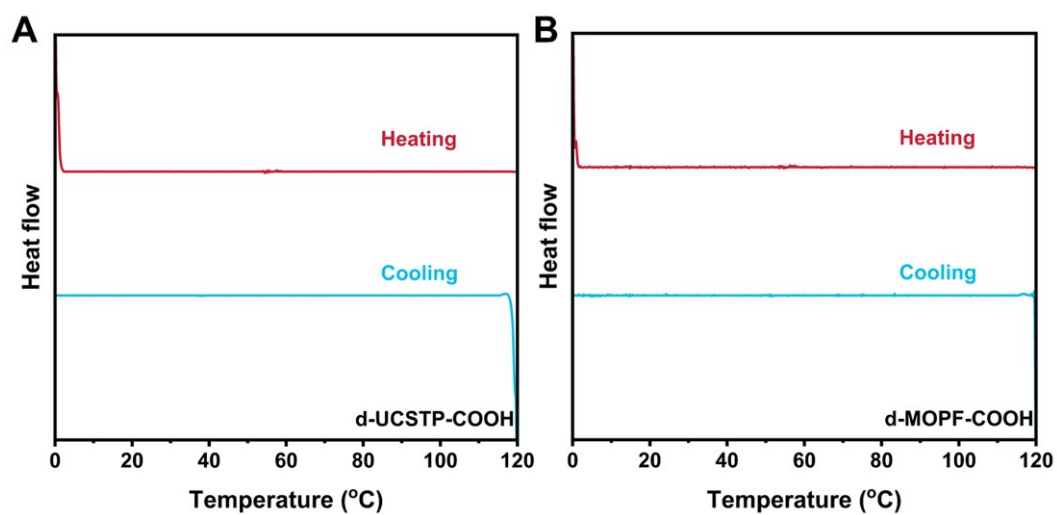 A
Heat flow
Heating
Cooling
d-UCSTP-COOH
0 20 40 60 80 100 120
Temperature (°C)
B
Heat flow
Heating
Cooling
d-MOPF-COOH
0 20 40 60 80 100 120
Temperature (°C)